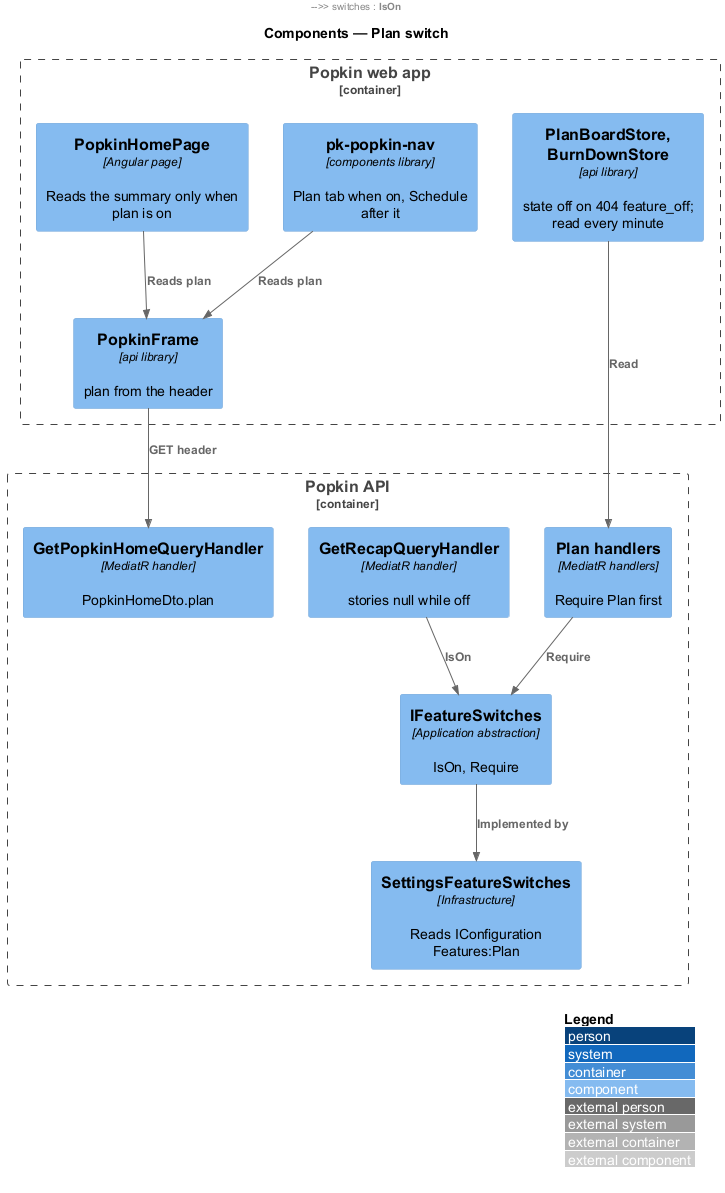 -->> switches : IsOn
Components — Plan switch
Popkin web app
[container]
PopkinHomePage
[Angular page]
Reads the summary only when
plan is on
pk-popkin-nav
[components library]
Plan tab when on, Schedule
after it
PlanBoardStore,
BurnDownStore
[api library]
state off on 404 feature_off;
read every minute
Reads plan
Reads plan
PopkinFrame
[api library]
plan from the header
Read
GET header
Popkin API
[container]
GetPopkinHomeQueryHandler
[MediatR handler]
PopkinHomeDto.plan
GetRecapQueryHandler
[MediatR handler]
stories null while off
Plan handlers
[MediatR handlers]
Require Plan first
IsOn
Require
IFeatureSwitches
[Application abstraction]
IsOn, Require
Implemented by
SettingsFeatureSwitches
[Infrastructure]
Reads IConfiguration
Features:Plan
Legend
person
system
container
component
external person
external system
external container
external component